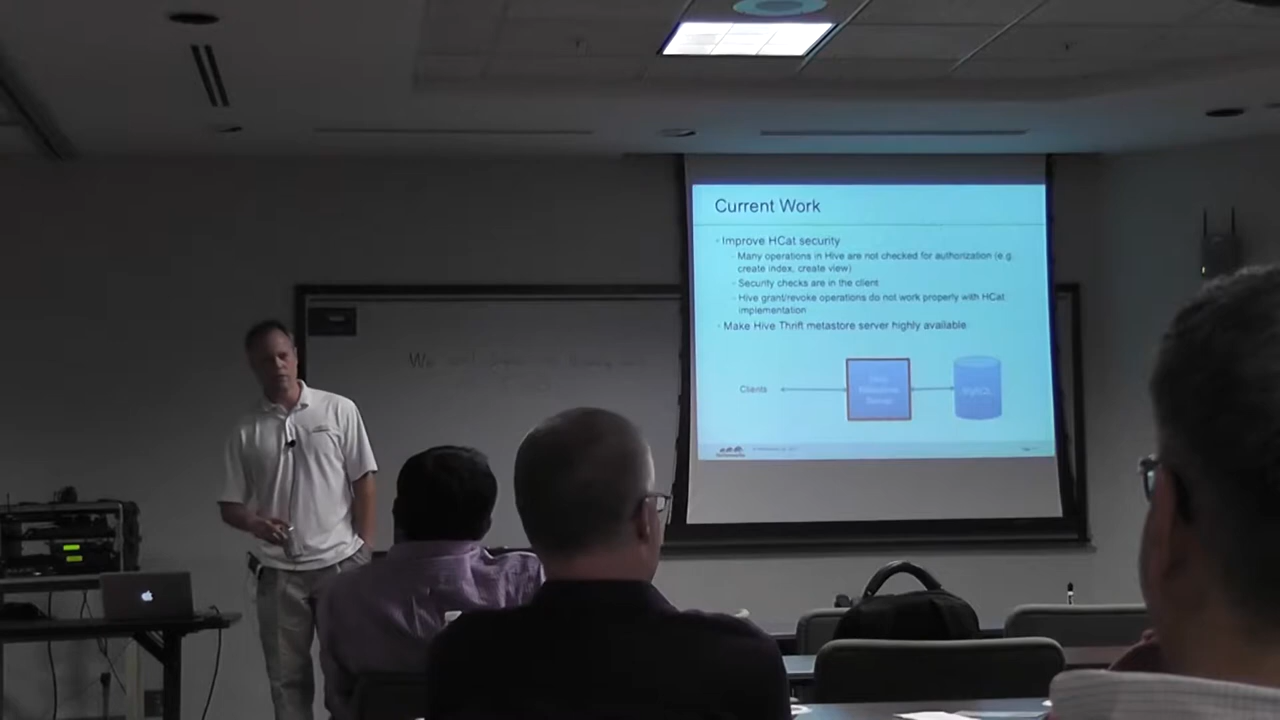 Current Work
Improve HCat security
Many operations in Hive are not checked for authorization (e.g.
create index, create view)
Security checks are in the client
Hive grant/revoke operations do not work properly with HCat
implementation
Make Hive Thrift metastore server highly available
Clients
Server
MySQL